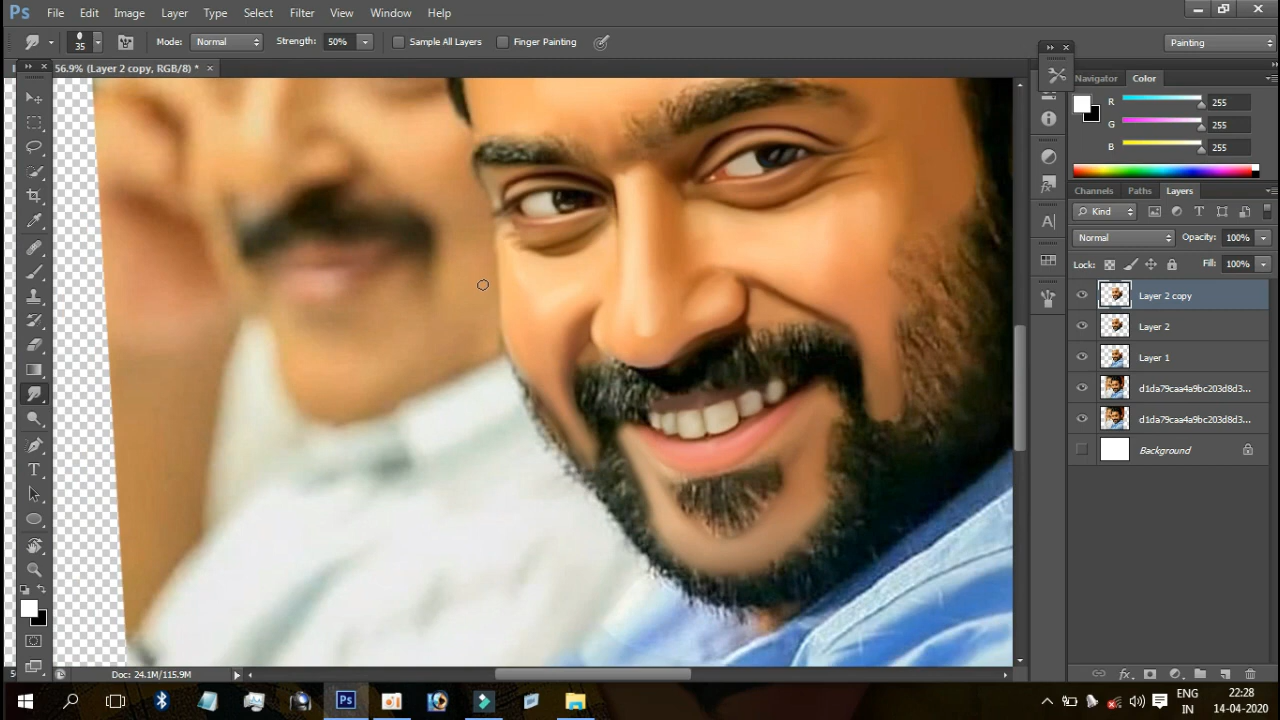 Ps File Edit Image Layer Type Select Filter View Window Help
35 Mode: Normal Strength: 50% Sample All Layers Finger Painting Painting
56.9% (Layer 2 copy, RGB/8) * ×
Navigator Color
R 255
G 255
B 255
Channels Paths Layers
Kind
Normal Opacity: 100%
Lock: Fill: 100%
Layer 2 copy
Layer 2
Layer 1
d1da79caa4a9bc203d8d3...
d1da79caa4a9bc203d8d3...
Background
Doc: 24.1M/115.9M
Ps ENG 22:28
IN 14-04-2020